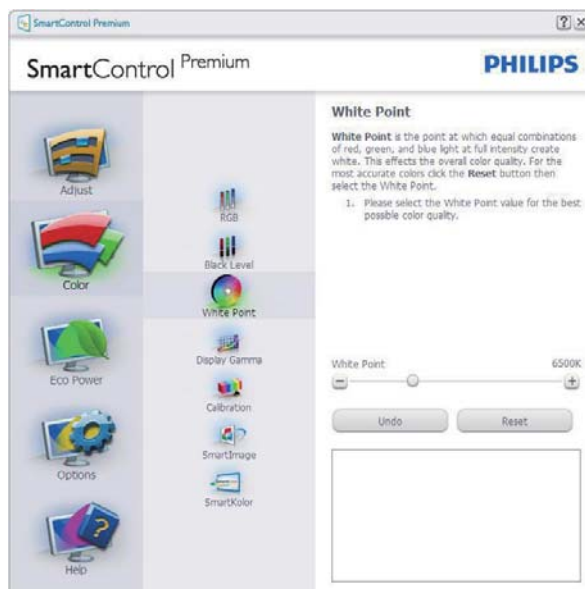 SmartControl Premium
? ×
SmartControl Premium
PHILIPS
Adjust
Color
Eco Power
Options
Help
RGB
Black Level
White Point
Display Gamma
Calibration
SmartImage
SmartKolor
White Point
White Point is the point at which equal combinations
of red, green, and blue light at full intensity create
white. This effects the overall color quality. For the
most accurate colors click the Reset button then
select the White Point.
1. Please select the White Point value for the best
possible color quality.
White Point 6500K
Undo Reset